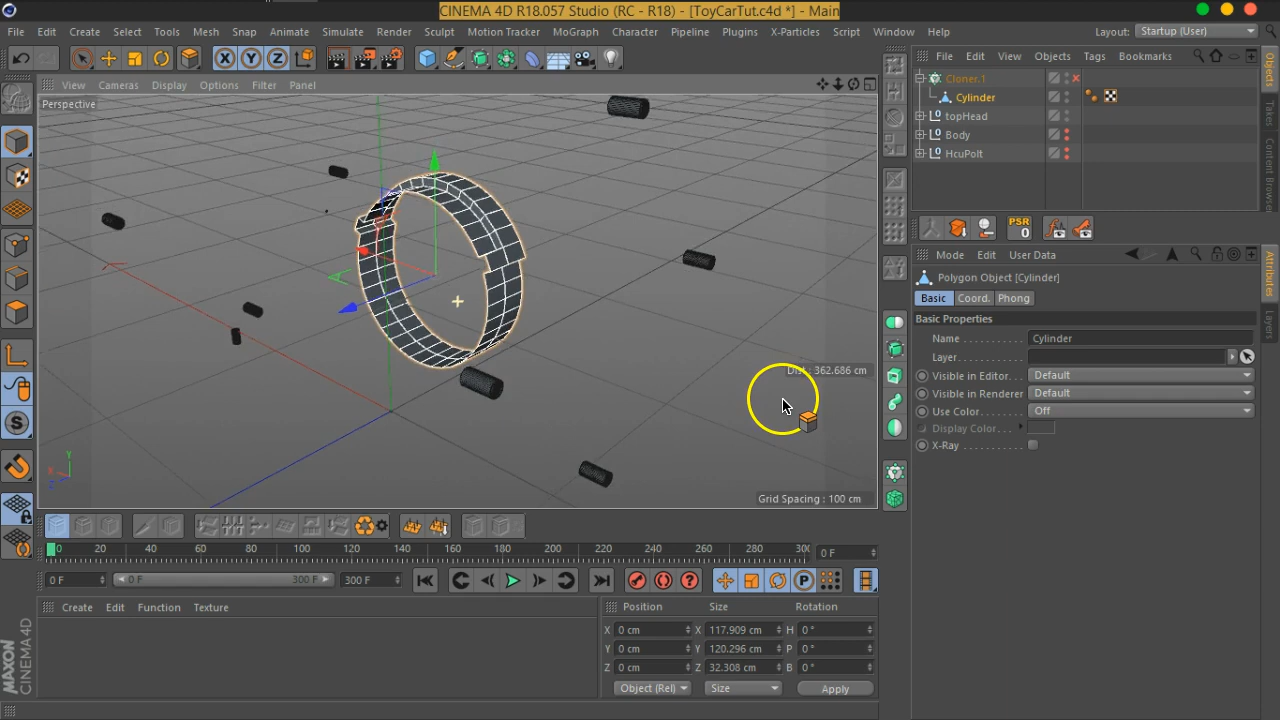 CINEMA 4D R18.057 Studio (RC - R18) - [ToyCarTut.c4d *] - Main
File Edit Create Select Tools Mesh Snap Animate Simulate Render Sculpt Motion Tracker MoGraph Character Pipeline Plugins X-Particles Script Window Help Layout: Startup (User)
X Y Z
File Edit View Objects Tags Bookmarks
View Cameras Display Options Filter Panel
Perspective
Cloner.1
Cylinder
topHead
Body
HcuPolt
Objects
Takes
Content Browser
PSR
0
Mode Edit User Data
Polygon Object [Cylinder]
Basic Coord. Phong
Basic Properties
Name Cylinder
Layer
Visible in Editor Default
Visible in Renderer Default
Use Color Off
Display Color
X-Ray
Attributes
Layers
Dist : 362.686 cm
Grid Spacing : 100 cm
Y
X
Z
S
0 20 40 60 80 100 120 140 160 180 200 220 240 260 280 30
0 F
0 F 0 F 300 F 300 F
P
Create Edit Function Texture
Position Size Rotation
X 0 cm X 117.909 cm H 0 °
Y 0 cm Y 120.296 cm P 0 °
Z 0 cm Z 32.308 cm B 0 °
Object (Rel) Size Apply
MAXON
CINEMA 4D